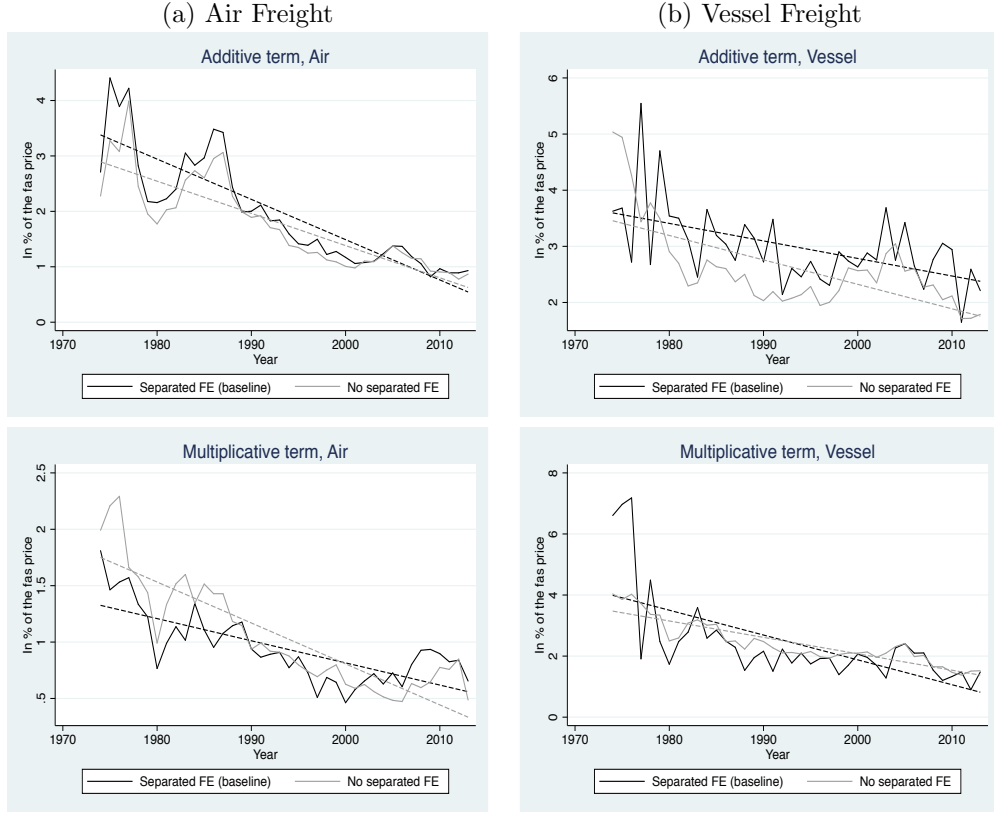 (a) Air Freight
(b) Vessel Freight
Additive term, Air
In % of the fas price
4
3
2
1
0
1970 1980 1990 2000 2010
Year
Separated FE (baseline) No separated FE
Additive term, Vessel
In % of the fas price
6
5
4
3
2
1970 1980 1990 2000 2010
Year
Separated FE (baseline) No separated FE
Multiplicative term, Air
In % of the fas price
2.5
2
1.5
1
.5
1970 1980 1990 2000 2010
Year
Separated FE (baseline) No separated FE
Multiplicative term, Vessel
In % of the fas price
8
6
4
2
0
1970 1980 1990 2000 2010
Year
Separated FE (baseline) No separated FE